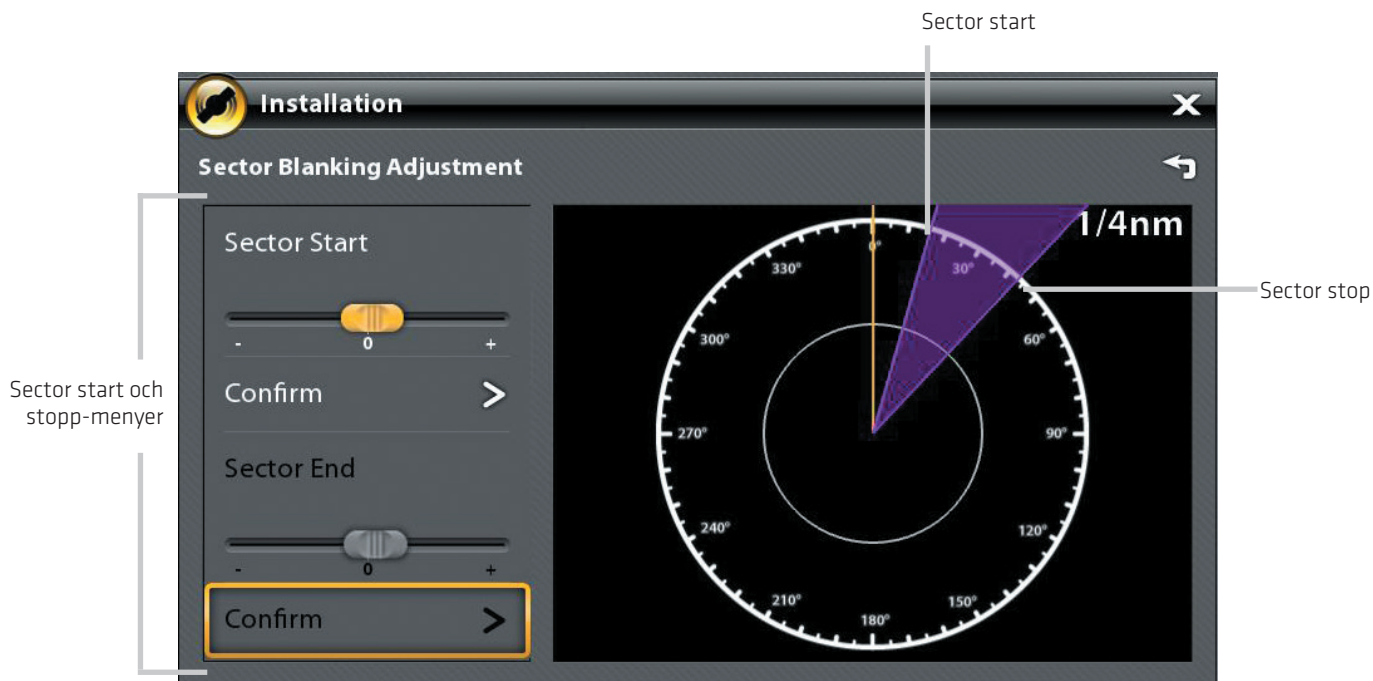 Sector start
Installation
X
Sector Blanking Adjustment
Sector Start
- 0 +
Confirm >
Sector End
- 0 +
Confirm >
1/4nm
0°
30°
60°
90°
120°
150°
180°
210°
240°
270°
300°
330°
Sector stop
Sector start och
stopp-menyer